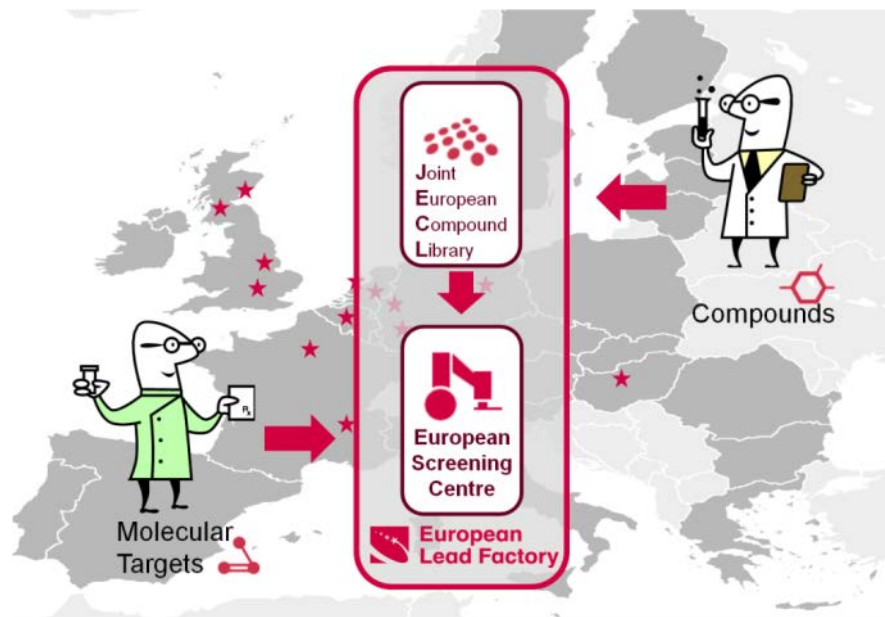 Joint
European
Compound
Library
Compounds
European
Screening
Centre
Molecular
Targets
European
Lead Factory